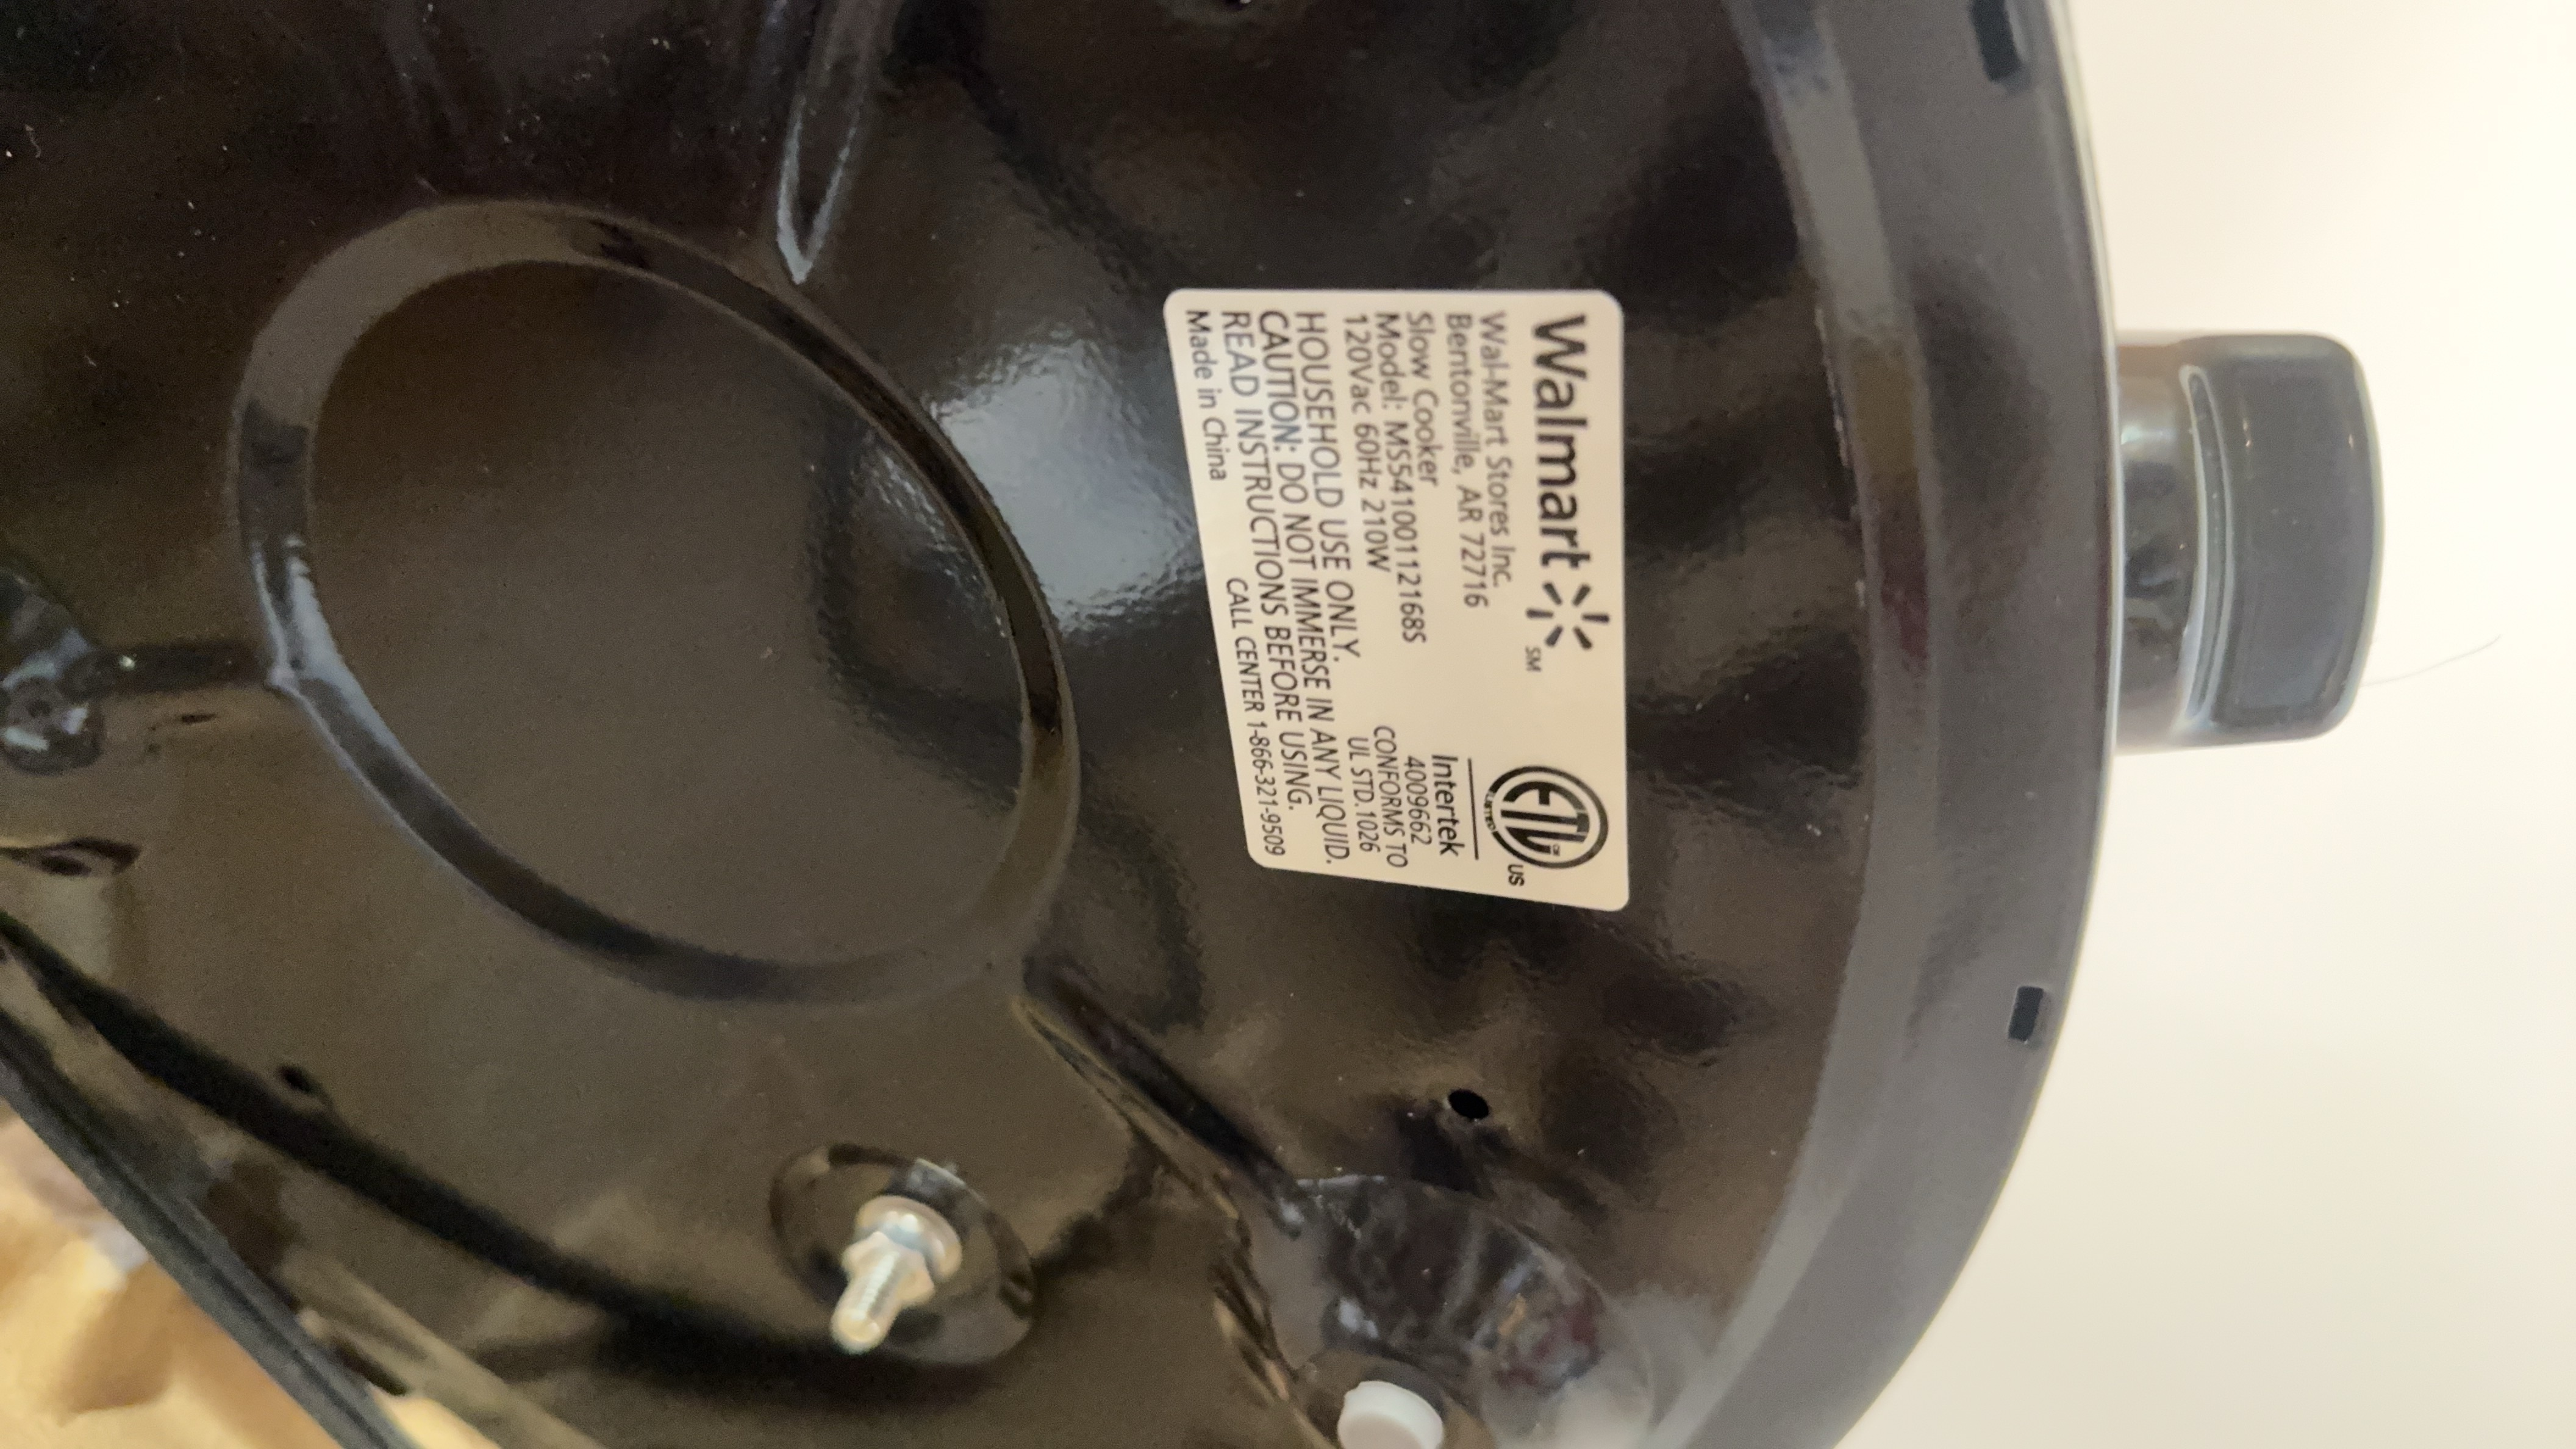 Walmart SM
Wal-Mart Stores Inc.
Bentonville, AR 72716
Slow Cooker
Model: MS54100112168S
120Vac 60Hz 210W
HOUSEHOLD USE ONLY.
CAUTION: DO NOT IMMERSE IN ANY LIQUID.
READ INSTRUCTIONS BEFORE USING.
Made in China
CALL CENTER 1-866-321-9509
ETL CM
LISTED
US
Intertek
4009662
CONFORMS TO
UL STD. 1026